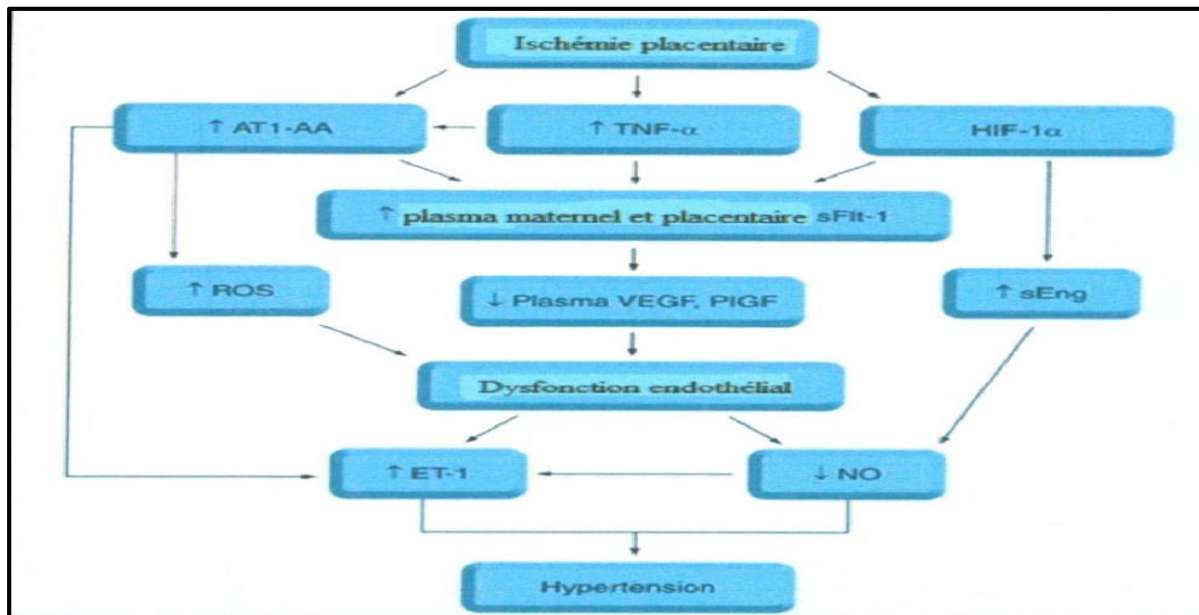 Ischémie placentaire
↑ AT1-AA
↑ TNF-α
HIF-1α
↑ plasma maternel et placentaire sFlt-1
↑ ROS
↓ Plasma VEGF, PIGF
↑ sEng
Dysfonction endothélial
↑ ET-1
↓ NO
Hypertension